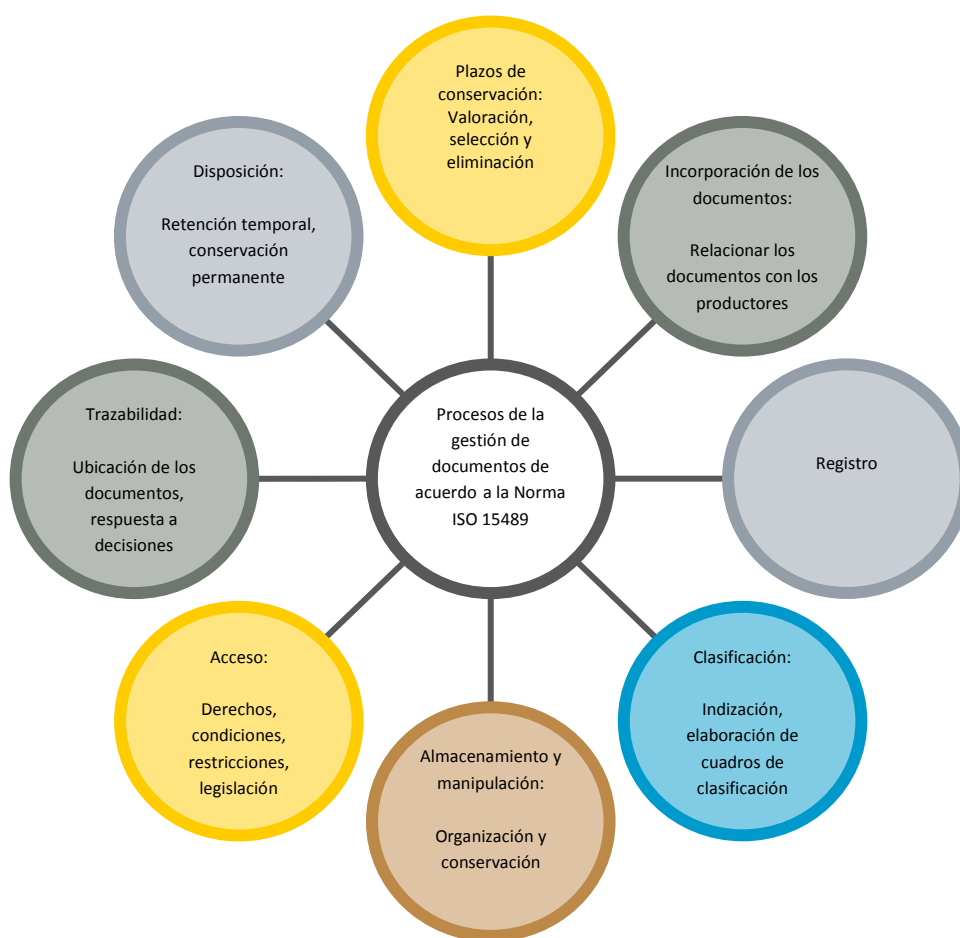 Plazos de
conservación:
Valoración,
selección y
eliminación
Incorporación de los
documentos:
Relacionar los
documentos con los
productores
Registro
Clasificación:
Indización,
elaboración de
cuadros de
clasificación
Almacenamiento y
manipulación:
Organización y
conservación
Acceso:
Derechos,
condiciones,
restricciones,
legislación
Trazabilidad:
Ubicación de los
documentos,
respuesta a
decisiones
Disposición:
Retención temporal,
conservación
permanente
Procesos de la
gestión de
documentos de
acuerdo a la Norma
ISO 15489